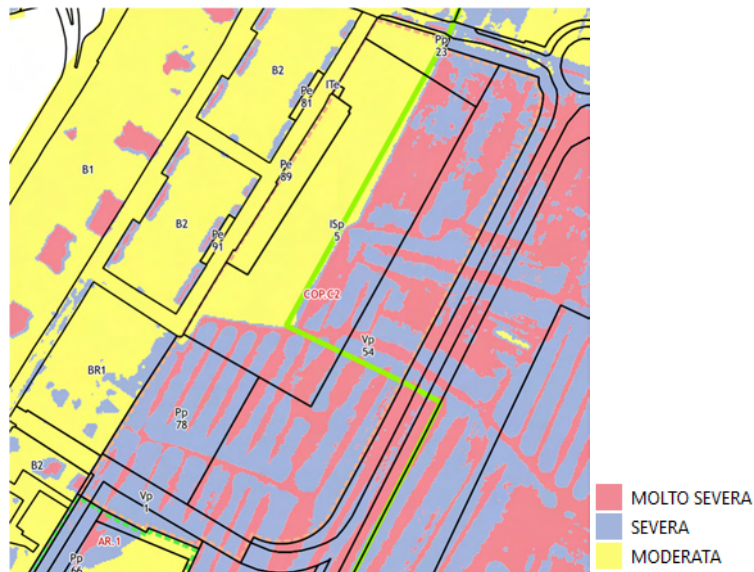 Pp
23
B2
ITe
Pe
81
Pe
89
B1
B2
ISp
5
Pe
91
COP.C2
Vp
54
BR1
Pp
78
B2
Vp
1
AR.1
Pp
66
MOLTO SEVERA
SEVERA
MODERATA